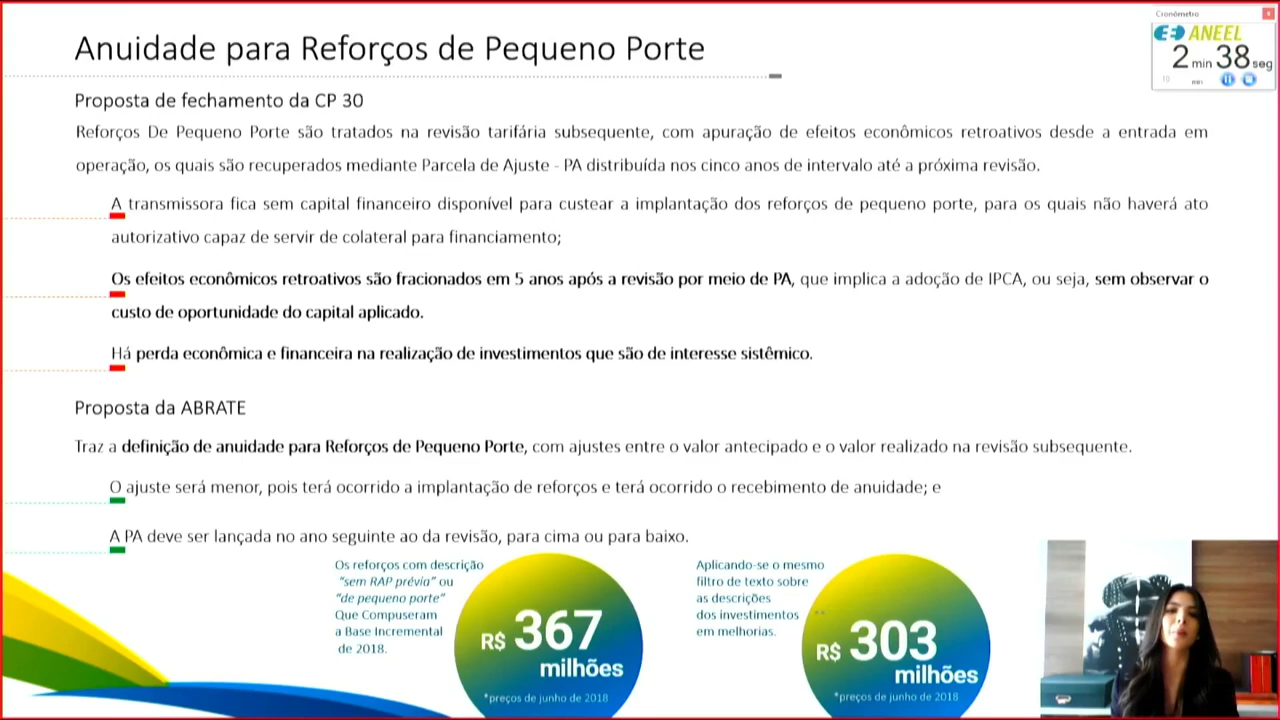 Cronômetro
ANEEL
2 min 38 seg
10 min
Anuidade para Reforços de Pequeno Porte
Proposta de fechamento da CP 30
Reforços De Pequeno Porte são tratados na revisão tarifária subsequente, com apuração de efeitos econômicos retroativos desde a entrada em
operação, os quais são recuperados mediante Parcela de Ajuste - PA distribuída nos cinco anos de intervalo até a próxima revisão.
A transmissora fica sem capital financeiro disponível para custear a implantação dos reforços de pequeno porte, para os quais não haverá ato
autorizativo capaz de servir de colateral para financiamento;
Os efeitos econômicos retroativos são fracionados em 5 anos após a revisão por meio de PA, que implica a adoção de IPCA, ou seja, sem observar o
custo de oportunidade do capital aplicado.
Há perda econômica e financeira na realização de investimentos que são de interesse sistêmico.
Proposta da ABRATE
Traz a definição de anuidade para Reforços de Pequeno Porte, com ajustes entre o valor antecipado e o valor realizado na revisão subsequente.
O ajuste será menor, pois terá ocorrido a implantação de reforços e terá ocorrido o recebimento de anuidade; e
A PA deve ser lançada no ano seguinte ao da revisão, para cima ou para baixo.
Os reforços com descrição
"sem RAP prévia" ou
"de pequeno porte"
Que Compuseram
a Base Incremental
de 2018.
R$ 367
milhões
*preços de junho de 2018
Aplicando-se o mesmo
filtro de texto sobre
as descrições
dos investimentos
em melhorias.
R$ 303
milhões
*preços de junho de 2018